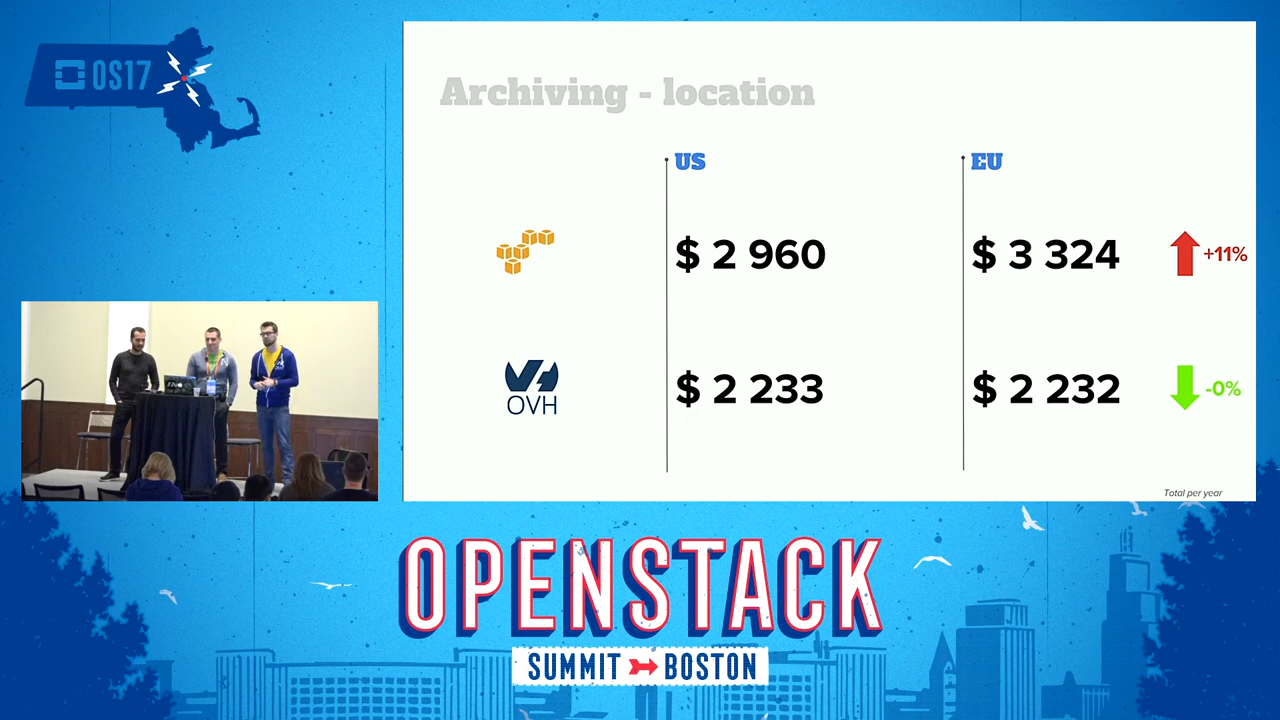 OS17
Archiving - location
US
EU
$ 2 960
$ 3 324
+11%
OVH
$ 2 233
$ 2 232
-0%
Total per year
OPENSTACK
SUMMIT BOSTON